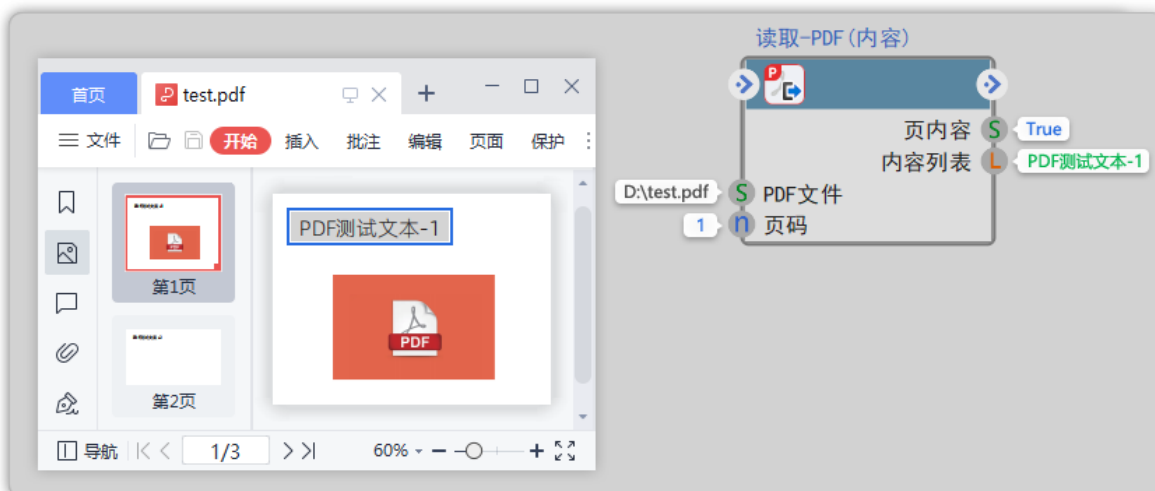 读取-PDF(内容)
首页
test.pdf
文件
开始
插入
批注
编辑
页面
保护
第1页
第2页
PDF测试文本-1
PDF
导航
1/3
60%
P
页内容
S
True
内容列表
L
PDF测试文本-1
D:\test.pdf
S
PDF文件
1
n
页码